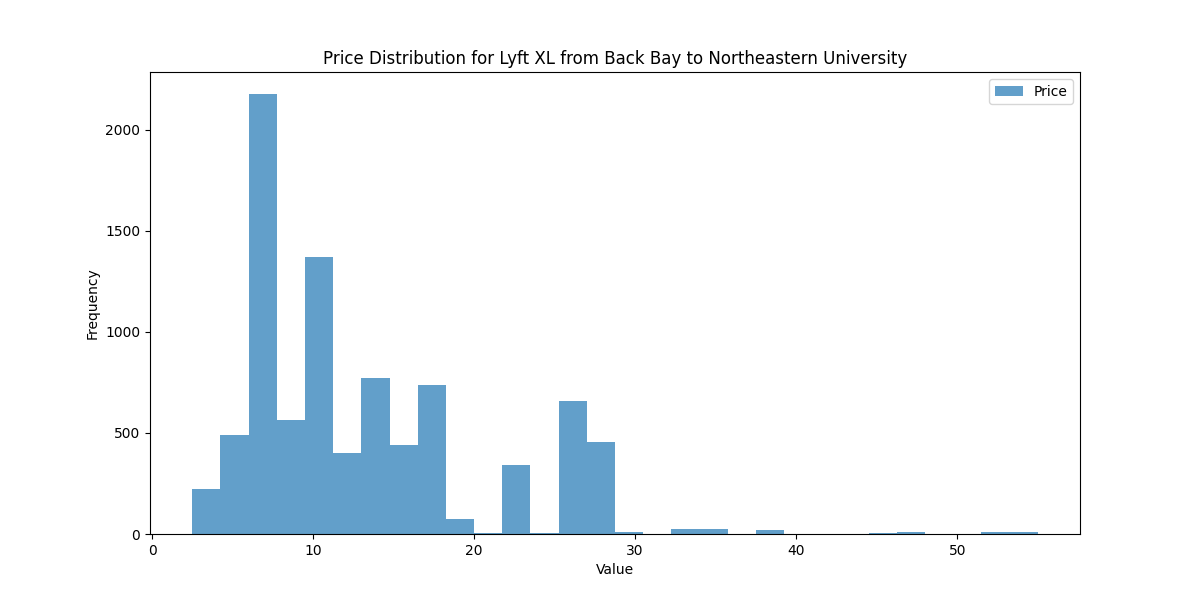 Price Distribution for Lyft XL from Back Bay to Northeastern University
Price
2000
1500
1000
500
0
Frequency
0 10 20 30 40 50
Value